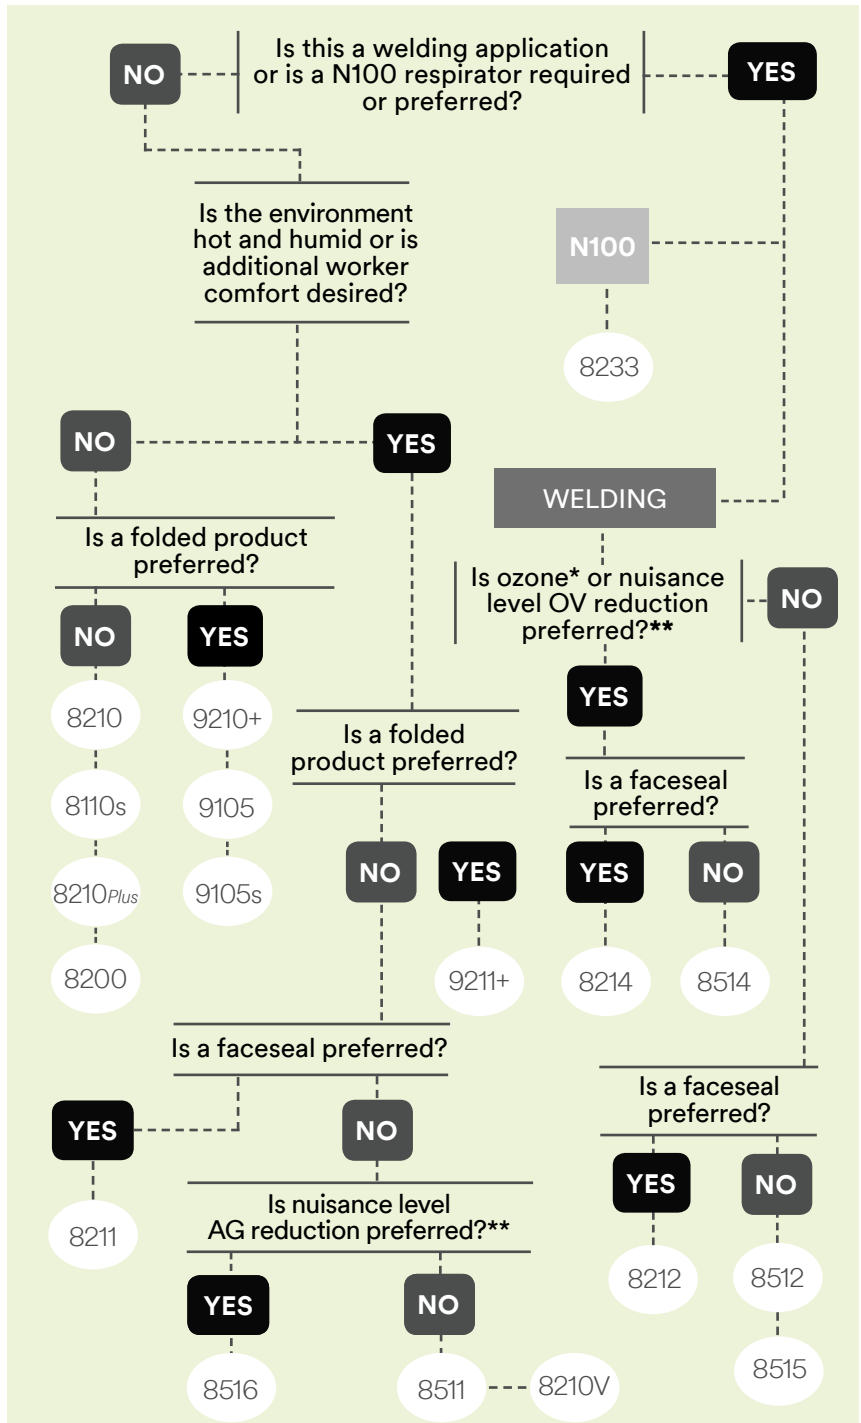 Is this a welding application
or is a N100 respirator required
or preferred?
NO
YES
Is the environment
hot and humid or is
additional worker
comfort desired?
N100
8233
NO
YES
WELDING
Is a folded product
preferred?
NO
YES
8210
8110s
8210Plus
8200
9210+
9105
9105s
Is a folded
product preferred?
NO
YES
9211+
Is a faceseal preferred?
YES
NO
8211
Is nuisance level
AG reduction preferred?**
YES
NO
8516
8511
8210V
Is ozone* or nuisance
level OV reduction
preferred?**
NO
YES
Is a faceseal
preferred?
YES
NO
8214
8514
Is a faceseal
preferred?
YES
NO
8212
8512
8515